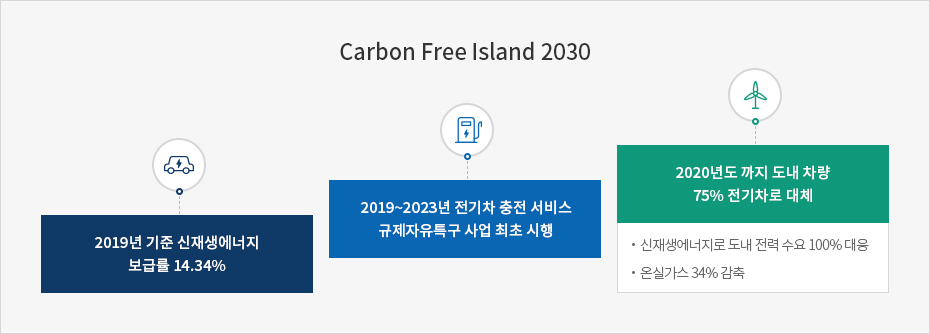 Carbon Free Island 2030
2019년 기준 신재생에너지
보급률 14.34%
2019~2023년 전기차 충전 서비스
규제자유특구 사업 최초 시행
2020년도 까지 도내 차량
75% 전기차로 대체
· 신재생에너지로 도내 전력 수요 100% 대응
· 온실가스 34% 감축